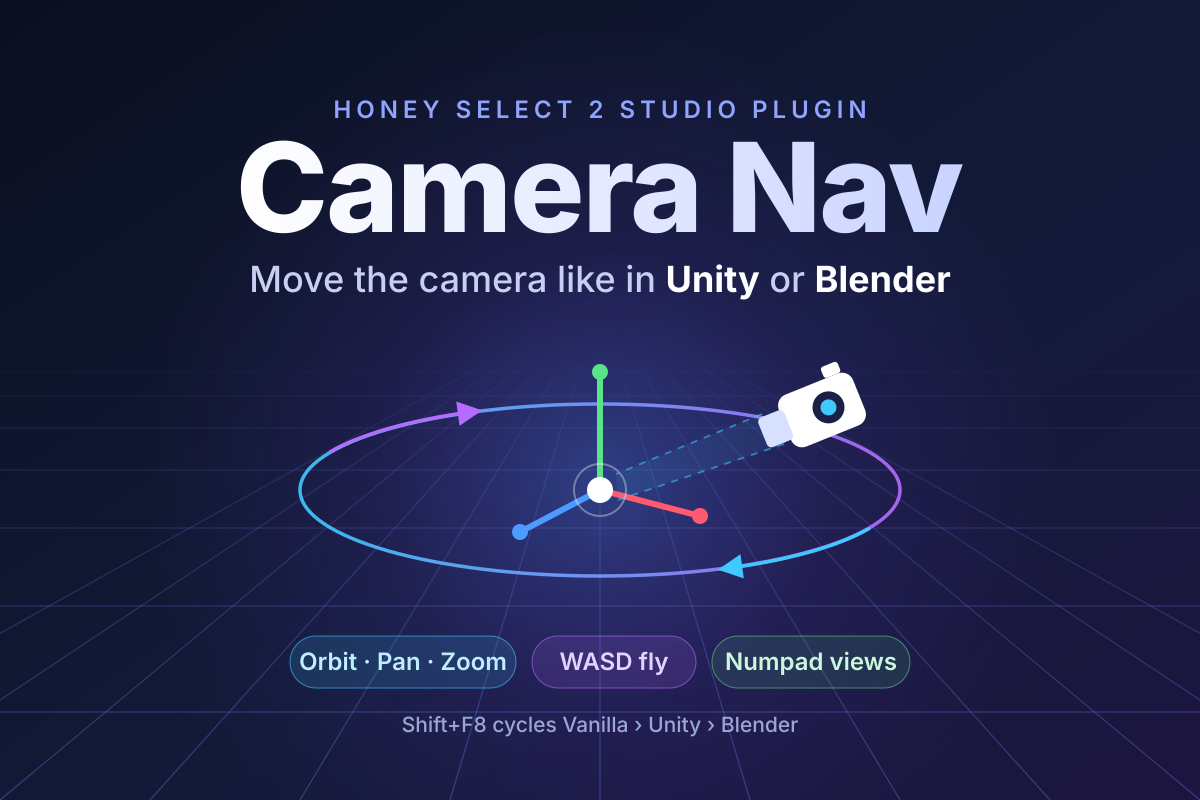 HONEY SELECT 2 STUDIO PLUGIN
Camera Nav
Move the camera like in Unity or Blender
Orbit · Pan · Zoom
WASD fly
Numpad views
Shift+F8 cycles Vanilla › Unity › Blender